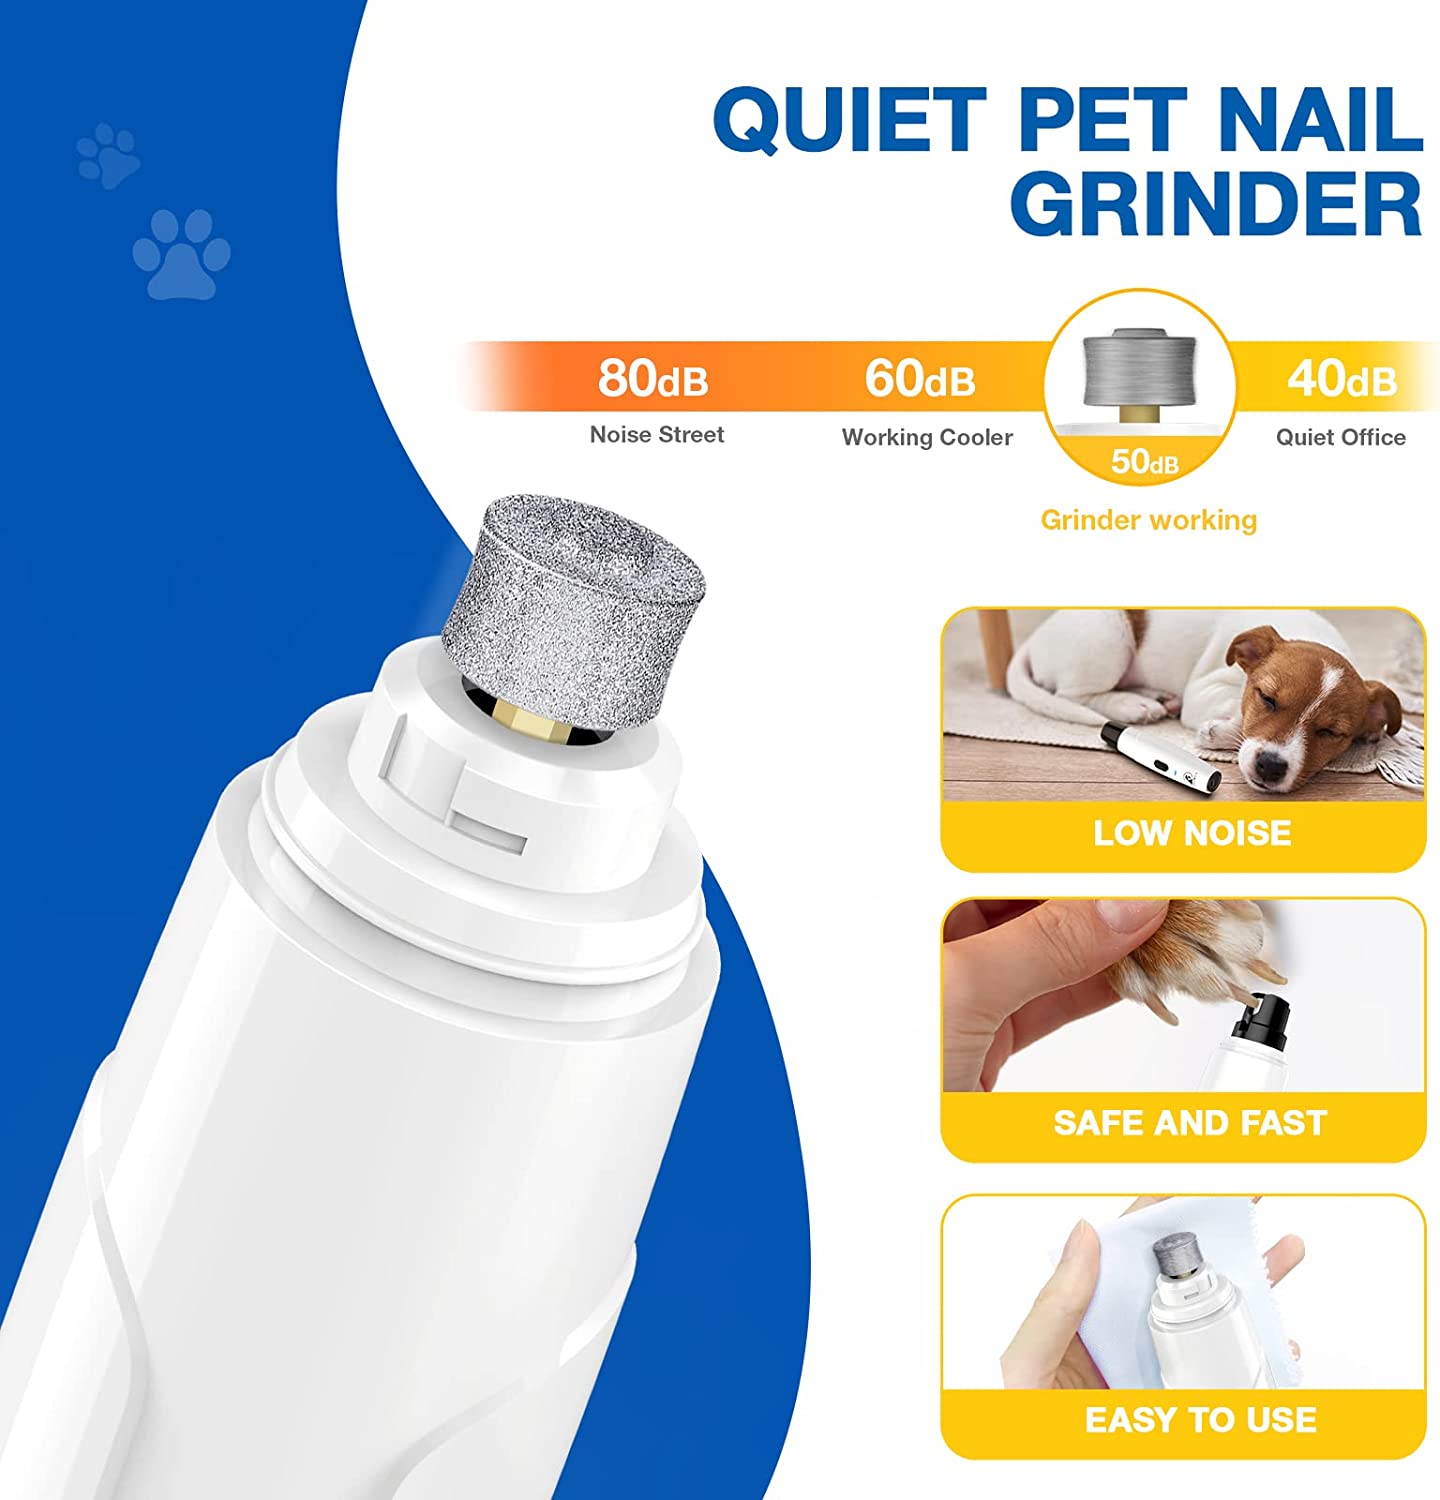 QUIET PET NAIL
GRINDER
80dB
60dB
40dB
Noise Street
Working Cooler
50dB
Quiet Office
Grinder working
LOW NOISE
SAFE AND FAST
EASY TO USE